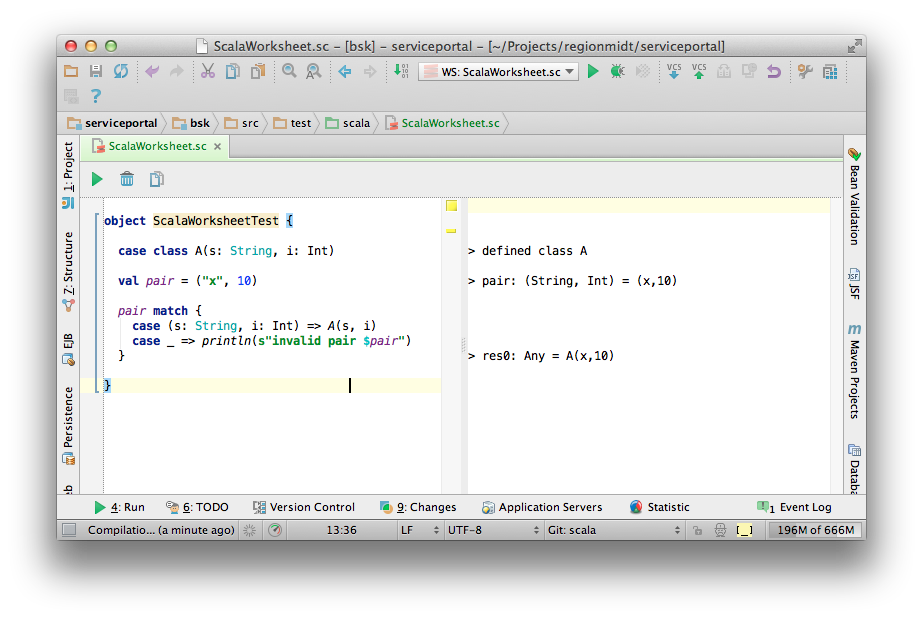 ScalaWorksheet.sc - [bsk] - serviceportal - [~/Projects/regionmidt/serviceportal]
WS: ScalaWorksheet.sc
VCS VCS
?
serviceportal bsk src test scala ScalaWorksheet.sc
ScalaWorksheet.sc
1: Project
Z: Structure
EJB
Persistence
eb
object ScalaWorksheetTest {
case class A(s: String, i: Int)
val pair = ("x", 10)
pair match {
case (s: String, i: Int) => A(s, i)
case _ => println(s"invalid pair $pair")
}
}
> defined class A
> pair: (String, Int) = (x,10)
> res0: Any = A(x,10)
Bean Validation
JSF
m Maven Projects
Databa
4: Run 6: TODO Version Control 9: Changes Application Servers Statistic 1 Event Log
Compilatio... (a minute ago) 13:36 LF UTF-8 Git: scala 196M of 666M